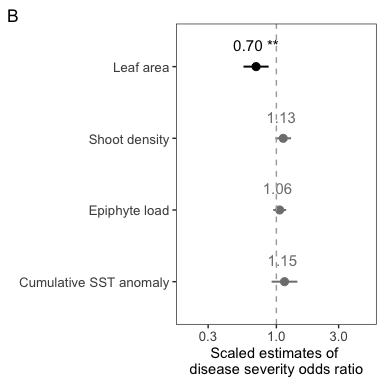 B
0.70 **
Leaf area
1.13
Shoot density
1.06
Epiphyte load
1.15
Cumulative SST anomaly
0.3 1.0 3.0
Scaled estimates of
disease severity odds ratio